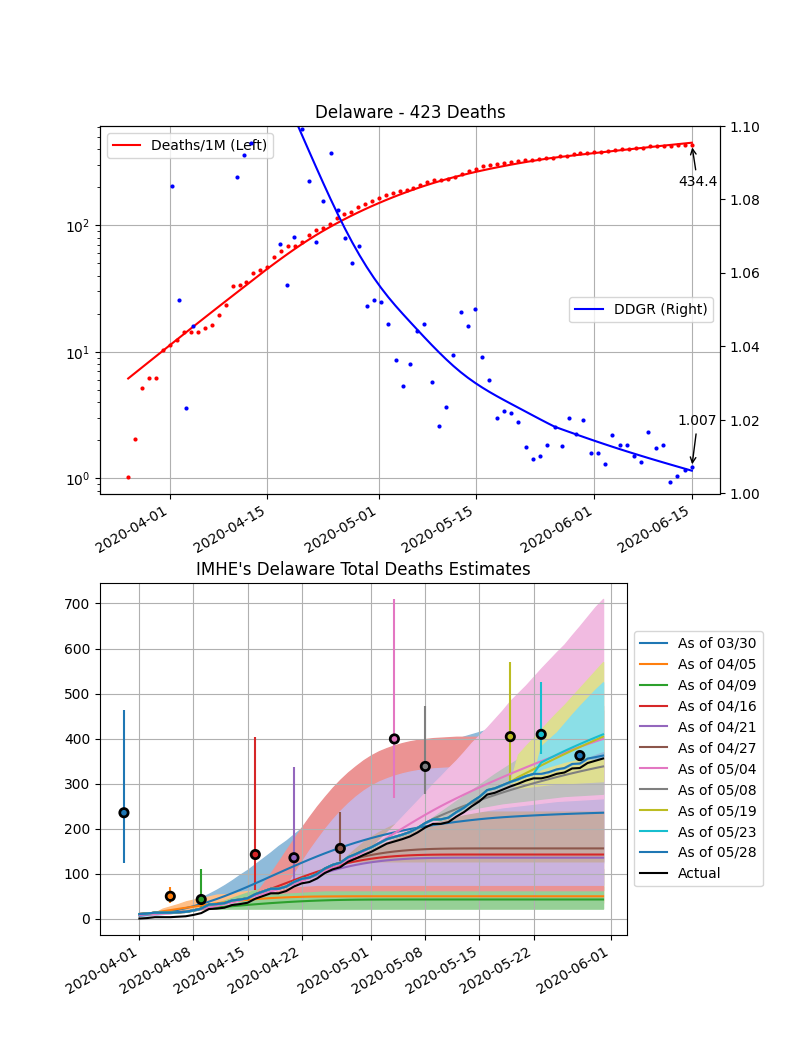 Delaware - 423 Deaths
Deaths/1M (Left)
DDGR (Right)
434.4
1.007
10²
10¹
10⁰
1.10
1.08
1.06
1.04
1.02
1.00
2020-04-01
2020-04-15
2020-05-01
2020-05-15
2020-06-01
2020-06-15
IMHE's Delaware Total Deaths Estimates
700
600
500
400
300
200
100
0
2020-04-01
2020-04-08
2020-04-15
2020-04-22
2020-05-01
2020-05-08
2020-05-15
2020-05-22
2020-06-01
As of 03/30
As of 04/05
As of 04/09
As of 04/16
As of 04/21
As of 04/27
As of 05/04
As of 05/08
As of 05/19
As of 05/23
As of 05/28
Actual